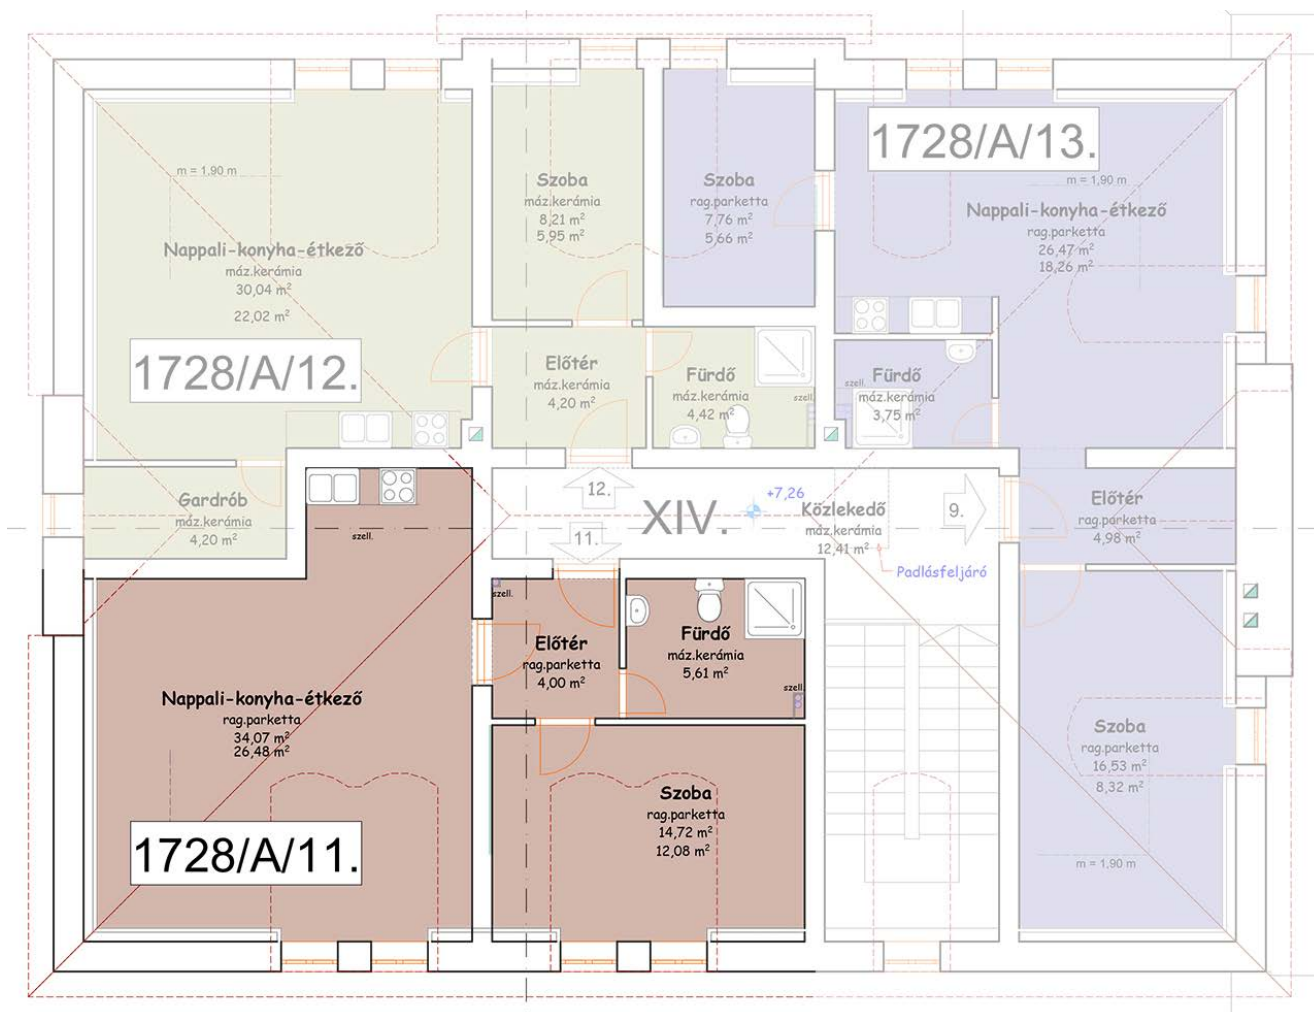 1728/A/13.
m = 1,90 m
Nappali-konyha-étkező
máz.kerámia
30,04 m²
22,02 m²
1728/A/12.
Szoba
máz.kerámia
8,21 m²
5,95 m²
Szoba
rag.parketta
7,76 m²
5,66 m²
m = 1,90 m
Nappali-konyha-étkező
rag.parketta
26,47 m²
18,26 m²
Előtér
máz.kerámia
4,20 m²
Fürdő
máz.kerámia
4,42 m²
szell.
szell.
Fürdő
máz.kerámia
3,75 m²
Gardrób
máz.kerámia
4,20 m²
szell.
12.
XIV.
11.
+7,26
Közlekedő
máz.kerámia
12,41 m²
9.
Padlásfeljáró
Előtér
rag.parketta
4,98 m²
szell.
Előtér
rag.parketta
4,00 m²
Fürdő
máz.kerámia
5,61 m²
szell.
Nappali-konyha-étkező
rag.parketta
34,07 m²
26,48 m²
1728/A/11.
Szoba
rag.parketta
14,72 m²
12,08 m²
Szoba
rag.parketta
16,53 m²
8,32 m²
m = 1,90 m